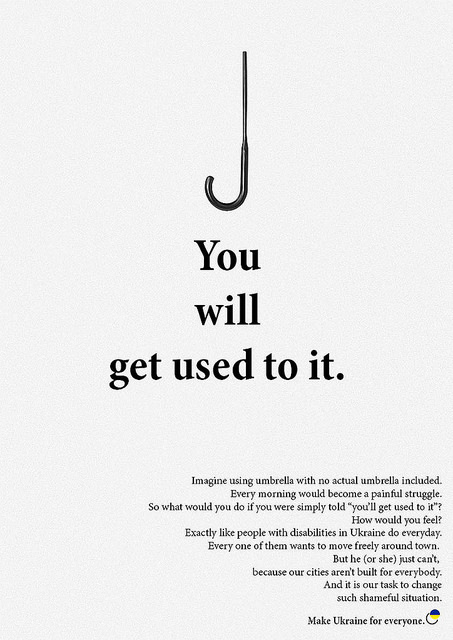 You
will
get used to it.
Imagine using umbrella with no actual umbrella included.
Every morning would become a painful struggle.
So what would you do if you were simply told “you’ll get used to it”?
How would you feel?
Exactly like people with disabilities in Ukraine do everyday.
Every one of them wants to move freely around town.
But he (or she) just can’t,
because our cities aren’t built for everybody.
And it is our task to change
such shameful situation.
Make Ukraine for everyone.